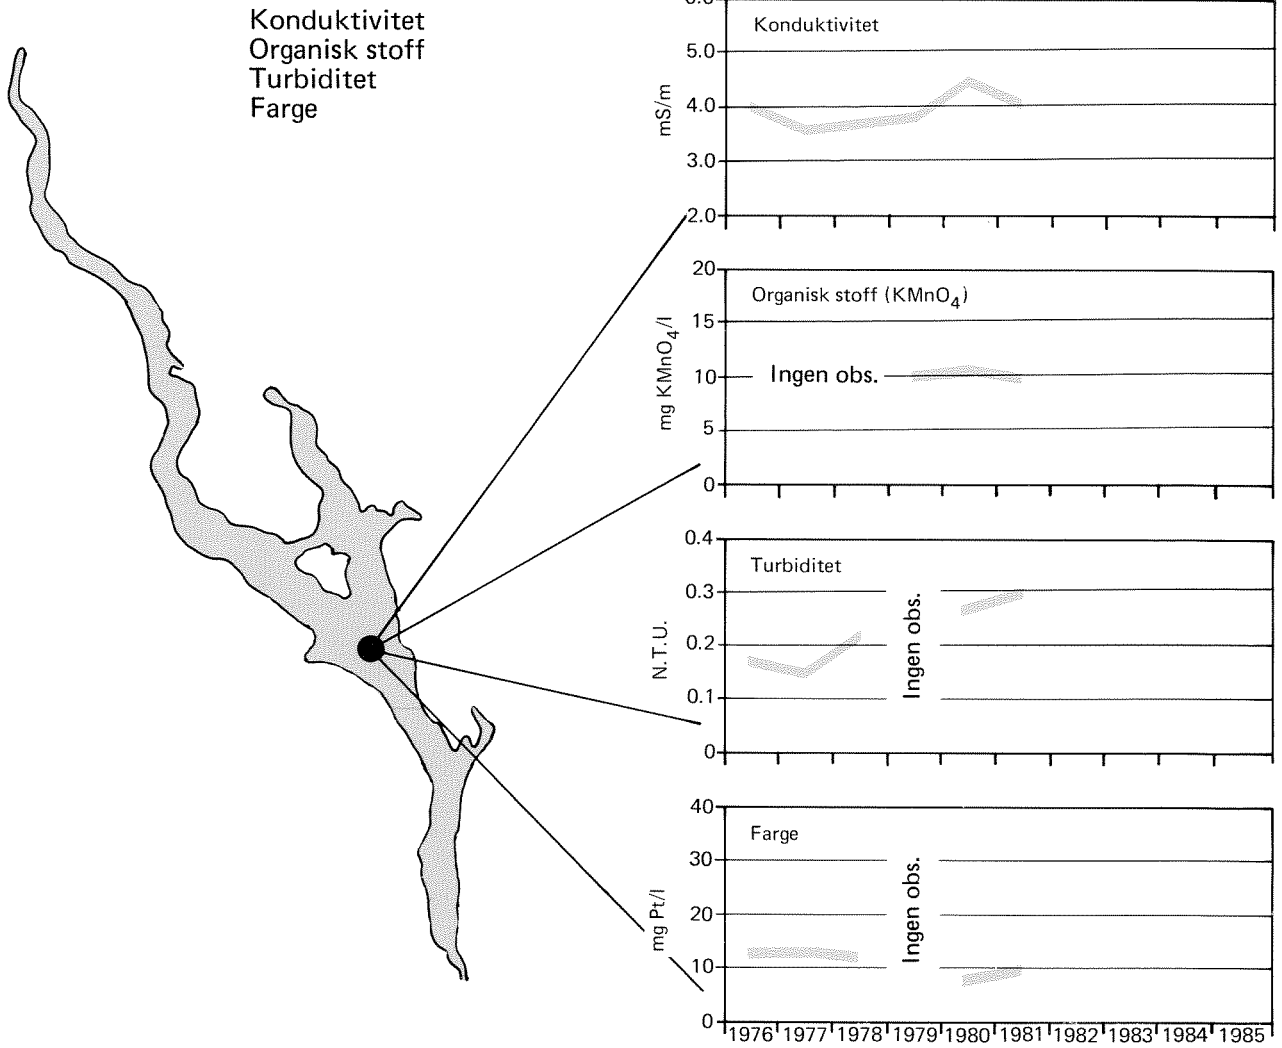 Konduktivitet
Organisk stoff
Turbiditet
Farge
Konduktivitet
mS/m
5.0
4.0
3.0
2.0
Organisk stoff (KMnO4)
mg KMnO4/l
20
15
10
5
0
Ingen obs.
Turbiditet
N.T.U.
0.4
0.3
0.2
0.1
0
Ingen obs.
Farge
mg Pt/l
40
30
20
10
0
Ingen obs.
1976 1977 1978 1979 1980 1981 1982 1983 1984 1985